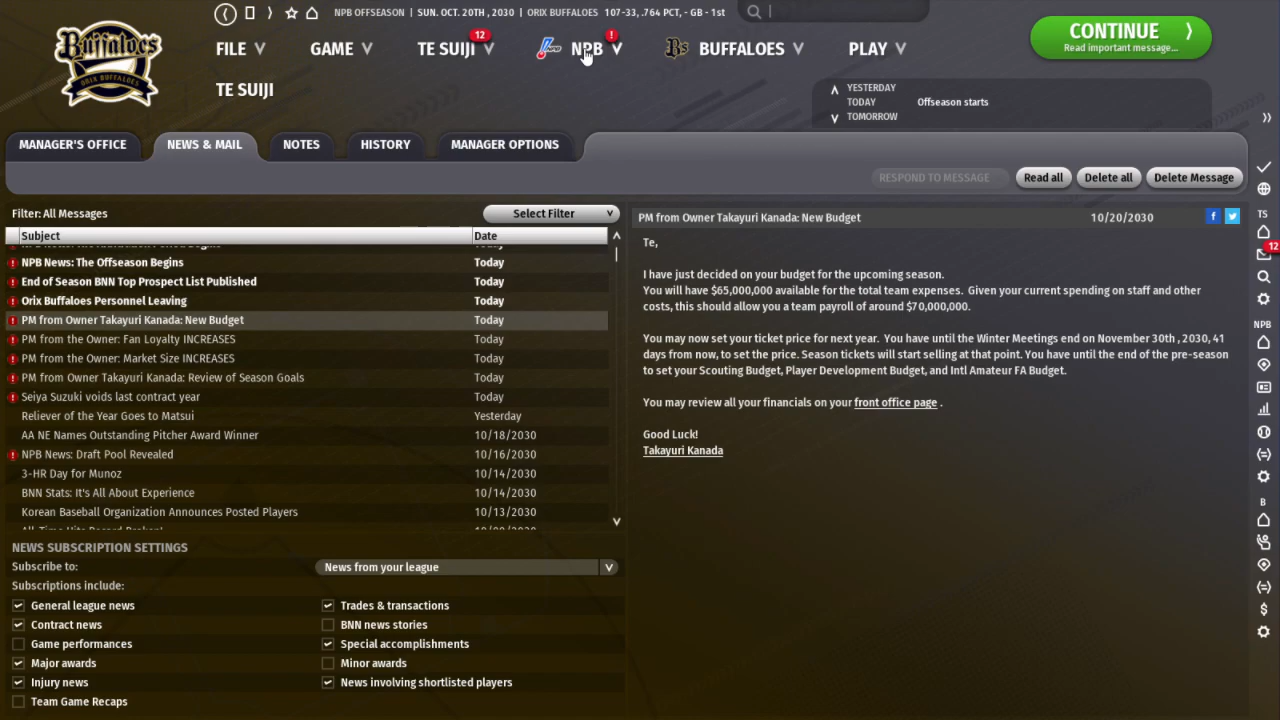 NPB OFFSEASON | SUN. OCT. 20TH , 2030 | ORIX BUFFALOES 107-33, .764 PCT, - GB - 1st
Buffaloes
ORIX BUFFALOES
FILE
GAME
TE SUIJI
12
NPB
!
Bs
BUFFALOES
PLAY
CONTINUE
Read important message...
TE SUIJI
YESTERDAY
TODAY Offseason starts
TOMORROW
MANAGER'S OFFICE
NEWS & MAIL
NOTES
HISTORY
MANAGER OPTIONS
RESPOND TO MESSAGE
Read all
Delete all
Delete Message
Filter: All Messages
Select Filter
Subject Date
NPB News: The Offseason Begins Today
End of Season BNN Top Prospect List Published Today
Orix Buffaloes Personnel Leaving Today
PM from Owner Takayuri Kanada: New Budget Today
PM from the Owner: Fan Loyalty INCREASES Today
PM from the Owner: Market Size INCREASES Today
PM from Owner Takayuri Kanada: Review of Season Goals Today
Seiya Suzuki voids last contract year Today
Reliever of the Year Goes to Matsui Yesterday
AA NE Names Outstanding Pitcher Award Winner 10/18/2030
NPB News: Draft Pool Revealed 10/16/2030
3-HR Day for Munoz 10/14/2030
BNN Stats: It's All About Experience 10/14/2030
Korean Baseball Organization Announces Posted Players 10/13/2030
NEWS SUBSCRIPTION SETTINGS
Subscribe to: News from your league
Subscriptions include:
General league news Trades & transactions
Contract news BNN news stories
Game performances Special accomplishments
Major awards Minor awards
Injury news News involving shortlisted players
Team Game Recaps
PM from Owner Takayuri Kanada: New Budget 10/20/2030
Te,
I have just decided on your budget for the upcoming season.
You will have $65,000,000 available for the total team expenses. Given your current spending on staff and other
costs, this should allow you a team payroll of around $70,000,000.
You may now set your ticket price for next year. You have until the Winter Meetings end on November 30th , 2030, 41
days from now, to set the price. Season tickets will start selling at that point. You have until the end of the pre-season
to set your Scouting Budget, Player Development Budget, and Intl Amateur FA Budget.
You may review all your financials on your front office page .
Good Luck!
Takayuri Kanada
TS
12
NPB
B
$